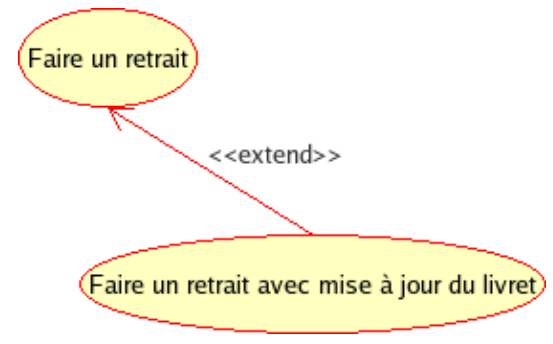 Faire un retrait
<<extend>>
Faire un retrait avec mise à jour du livret